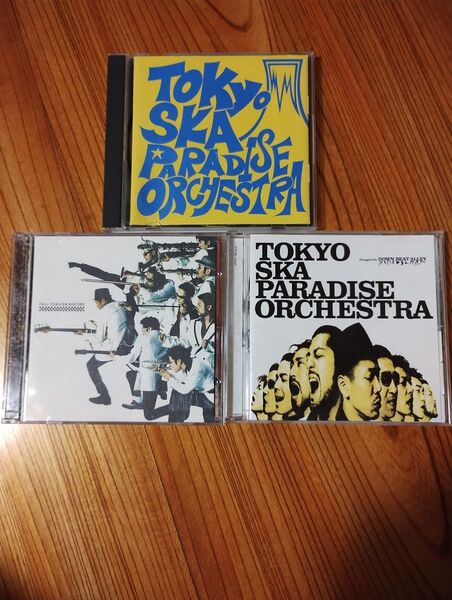 TOKYO
SKA
PARADISE
ORCHESTRA
FULL-TENSION BEATERS
TOKYO
SKA
PARADISE
ORCHESTRA
DOWN BEAT ALLEY